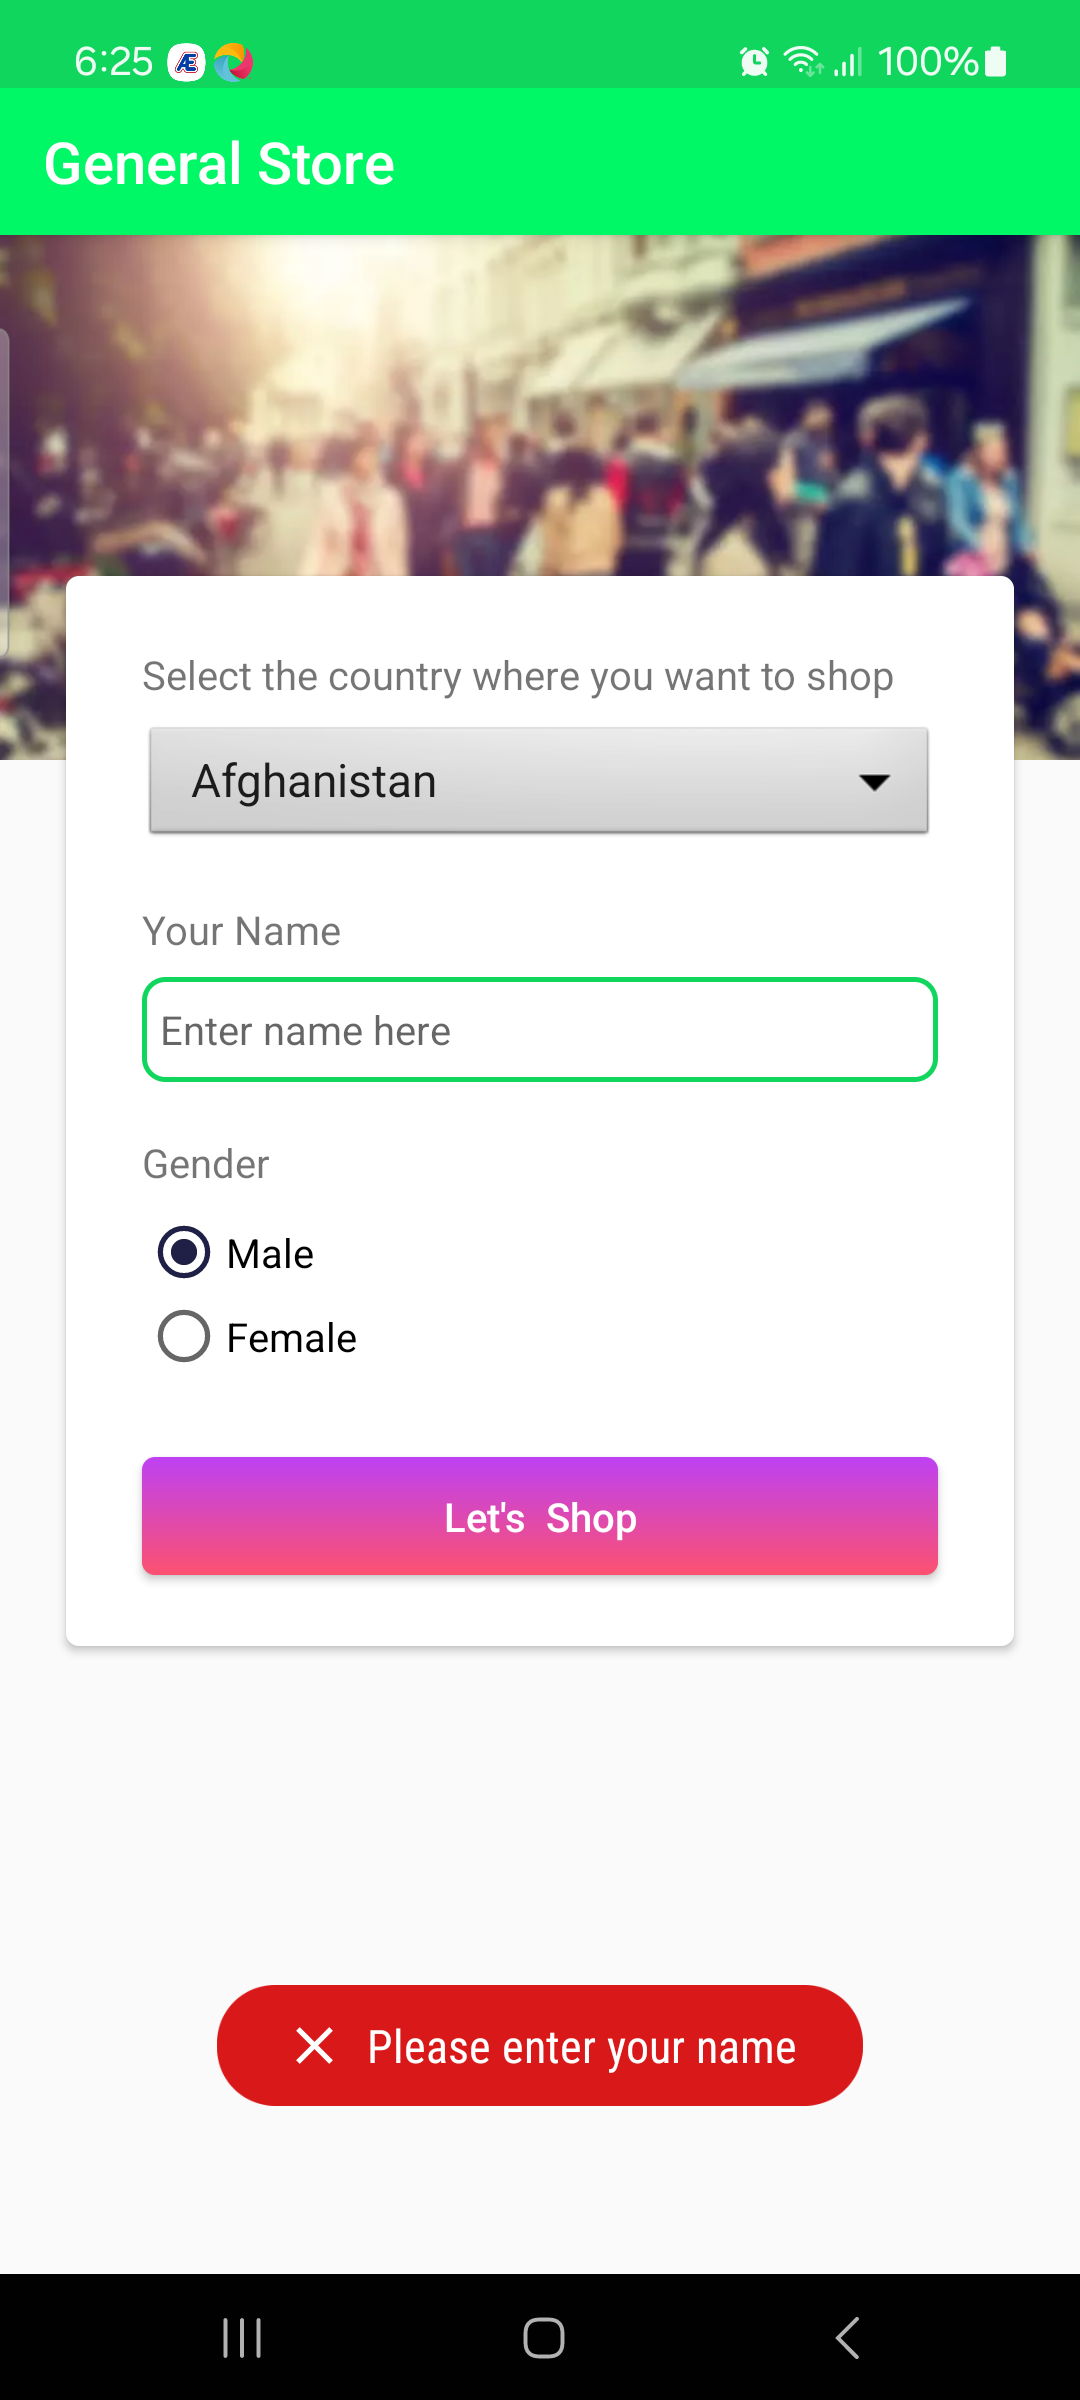 6:25 Æ 100%
General Store
Select the country where you want to shop
Afghanistan
Your Name
Enter name here
Gender
Male
Female
Let's Shop
Please enter your name